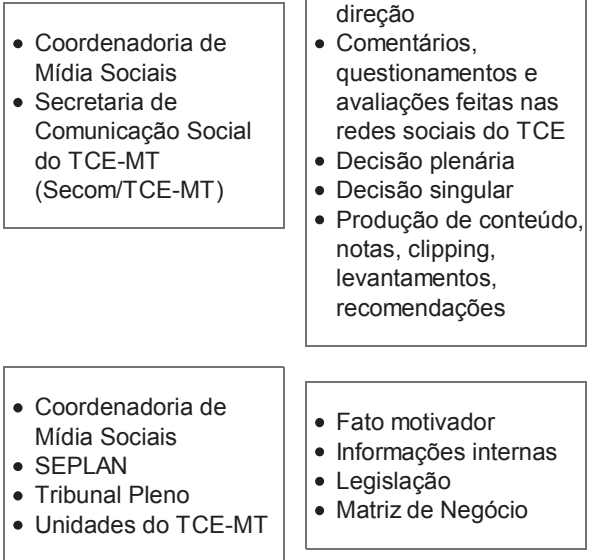 • Coordenadoria de
Mídia Sociais
• Secretaria de
Comunicação Social
do TCE-MT
(Secom/TCE-MT)
direção
• Comentários,
questionamentos e
avaliações feitas nas
redes sociais do TCE
• Decisão plenária
• Decisão singular
• Produção de conteúdo,
notas, clipping,
levantamentos,
recomendações
• Coordenadoria de
Mídia Sociais
• SEPLAN
• Tribunal Pleno
• Unidades do TCE-MT
• Fato motivador
• Informações internas
• Legislação
• Matriz de Negócio